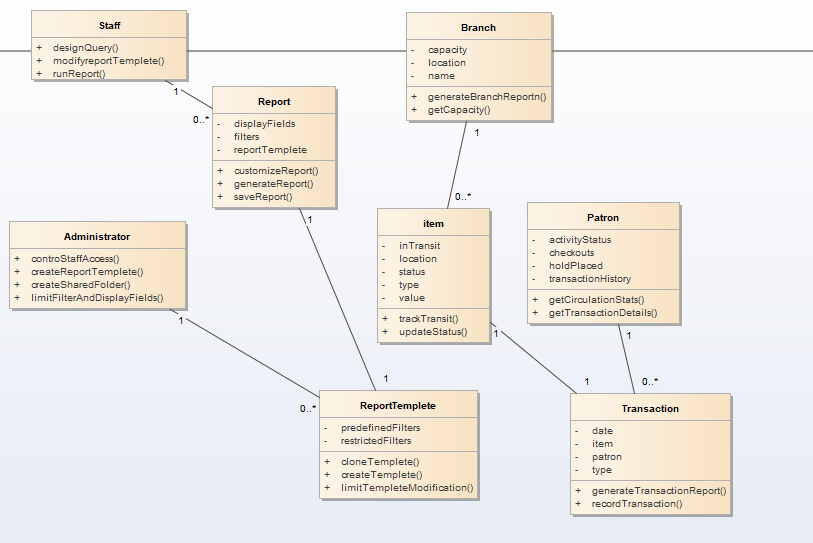 Staff
+ designQuery()
+ modifyreportTemplete()
+ runReport()
1
0..*
Branch
- capacity
- location
- name
+ generateBranchReportn()
+ getCapacity()
1
0..*
Report
- displayFields
- filters
- reportTemplete
+ customizeReport()
+ generateReport()
+ saveReport()
1
1
Administrator
+ controStaffAccess()
+ createReportTemplete()
+ createSharedFolder()
+ limitFilterAndDisplayFields()
1
0..*
item
- inTransit
- location
- status
- type
- value
+ trackTransit()
+ updateStatus()
1
1
Patron
- activityStatus
- checkouts
- holdPlaced
- transactionHistory
+ getCirculationStats()
+ getTransactionDetails()
1
0..*
ReportTemplete
- predefinedFilters
- restrictedFilters
+ cloneTemplete()
+ createTemplete()
+ limitTempleteModification()
Transaction
- date
- item
- patron
- type
+ generateTransactionReport()
+ recordTransaction()